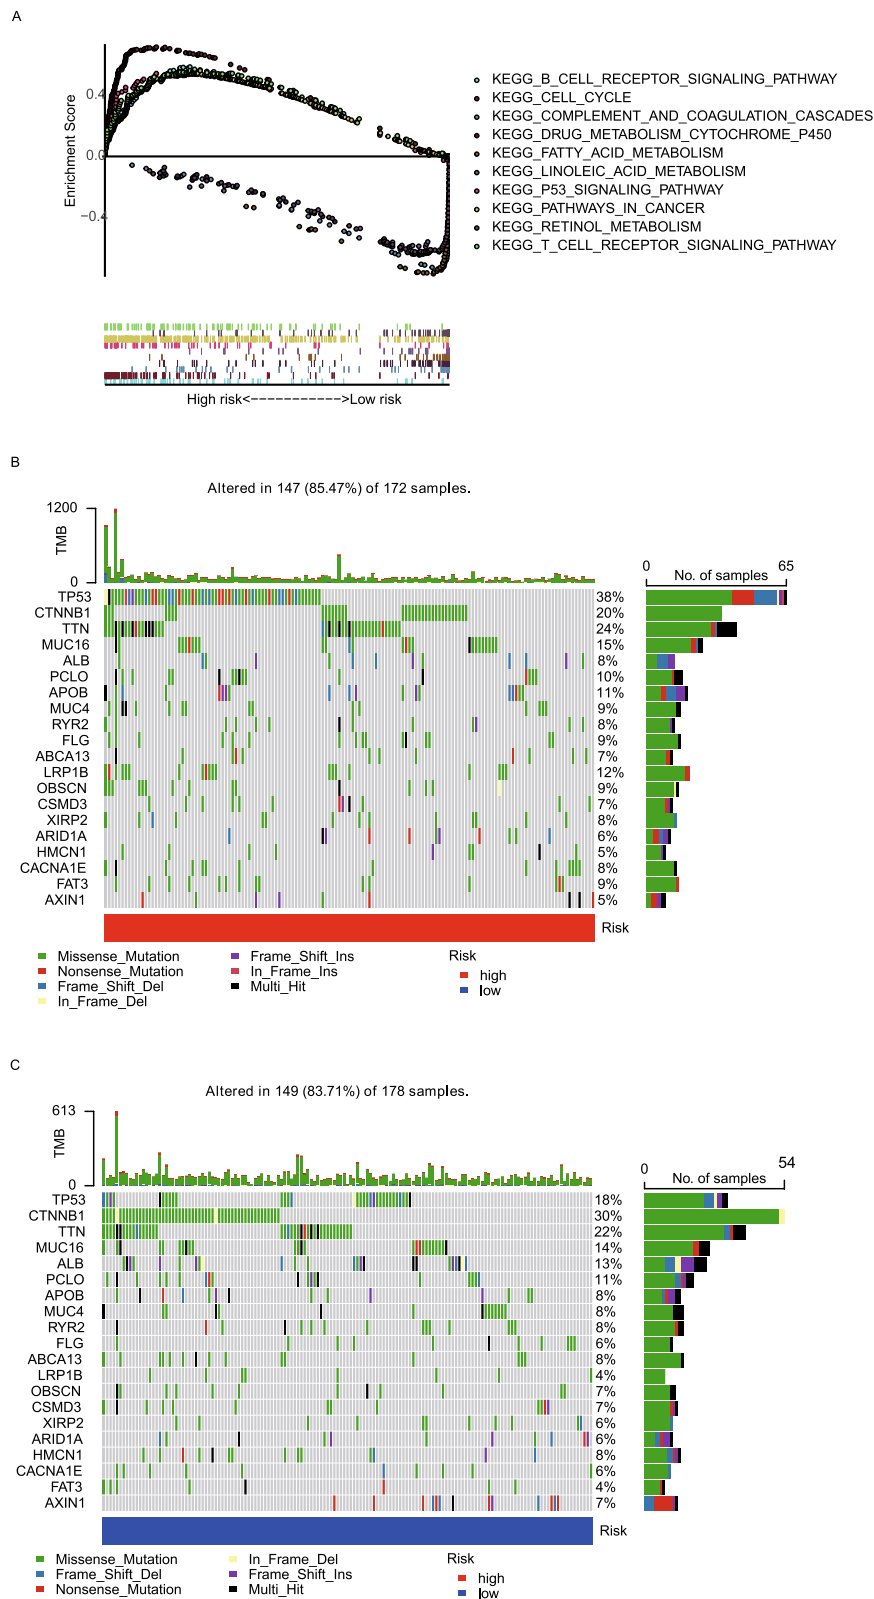 A
Enrichment Score
0.4
0.0
−0.4
KEGG_B_CELL_RECEPTOR_SIGNALING_PATHWAY
KEGG_CELL_CYCLE
KEGG_COMPLEMENT_AND_COAGULATION_CASCADES
KEGG_DRUG_METABOLISM_CYTOCHROME_P450
KEGG_FATTY_ACID_METABOLISM
KEGG_LINOLEIC_ACID_METABOLISM
KEGG_P53_SIGNALING_PATHWAY
KEGG_PATHWAYS_IN_CANCER
KEGG_RETINOL_METABOLISM
KEGG_T_CELL_RECEPTOR_SIGNALING_PATHWAY
High risk<----------->Low risk
B
Altered in 147 (85.47%) of 172 samples.
1200
TMB
0
0 65
No. of samples
TP53 38%
CTNNB1 20%
TTN 24%
MUC16 15%
ALB 8%
PCLO 10%
APOB 11%
MUC4 9%
RYR2 8%
FLG 9%
ABCA13 7%
LRP1B 12%
OBSCN 9%
CSMD3 7%
XIRP2 8%
ARID1A 6%
HMCN1 5%
CACNA1E 8%
FAT3 9%
AXIN1 5%
Risk
Missense_Mutation
Nonsense_Mutation
Frame_Shift_Del
In_Frame_Del
Frame_Shift_Ins
In_Frame_Ins
Multi_Hit
Risk
high
low
C
Altered in 149 (83.71%) of 178 samples.
613
TMB
0
0 54
No. of samples
TP53 18%
CTNNB1 30%
TTN 22%
MUC16 14%
ALB 13%
PCLO 11%
APOB 8%
MUC4 8%
RYR2 8%
FLG 6%
ABCA13 8%
LRP1B 4%
OBSCN 7%
CSMD3 7%
XIRP2 6%
ARID1A 6%
HMCN1 8%
CACNA1E 6%
FAT3 4%
AXIN1 7%
Risk
Missense_Mutation
Frame_Shift_Del
Nonsense_Mutation
In_Frame_Del
Frame_Shift_Ins
Multi_Hit
Risk
high
low